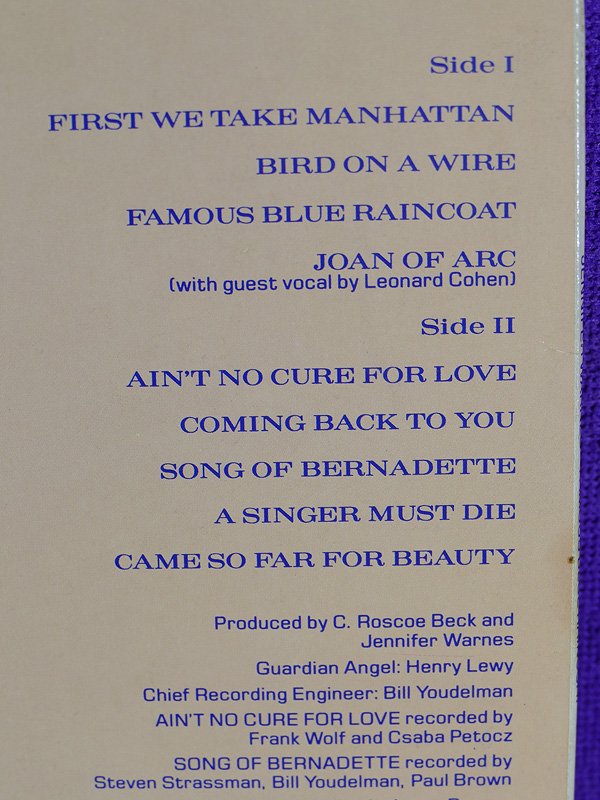 Side I
FIRST WE TAKE MANHATTAN
BIRD ON A WIRE
FAMOUS BLUE RAINCOAT
JOAN OF ARC
(with guest vocal by Leonard Cohen)
Side II
AIN'T NO CURE FOR LOVE
COMING BACK TO YOU
SONG OF BERNADETTE
A SINGER MUST DIE
CAME SO FAR FOR BEAUTY
Produced by C. Roscoe Beck and
Jennifer Warnes
Guardian Angel: Henry Lewy
Chief Recording Engineer: Bill Youdelman
AIN'T NO CURE FOR LOVE recorded by
Frank Wolf and Csaba Petocz
SONG OF BERNADETTE recorded by
Steven Strassman, Bill Youdelman, Paul Brown